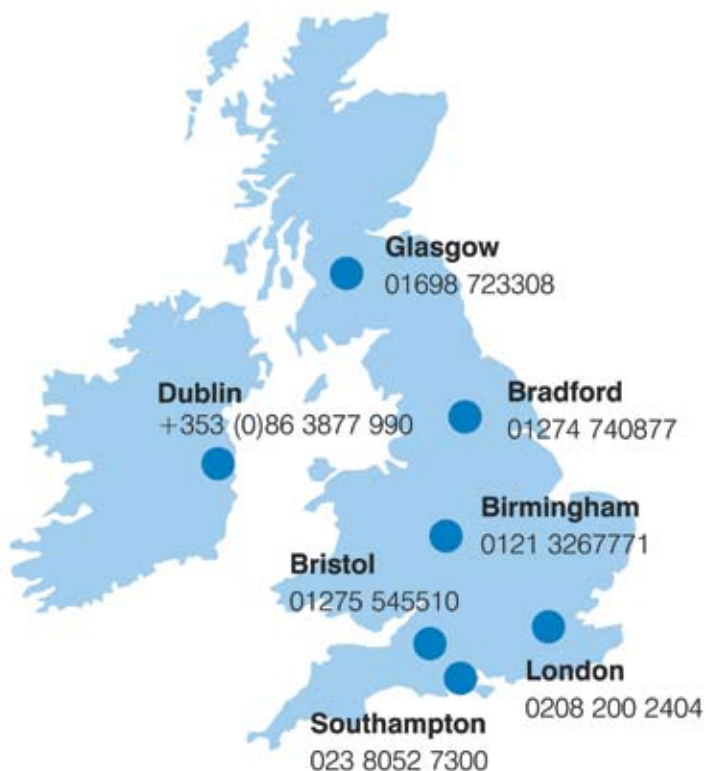 Glasgow
01698 723308
Dublin
+353 (0)86 3877 990
Bradford
01274 740877
Birmingham
0121 3267771
Bristol
01275 545510
London
0208 200 2404
Southampton
023 8052 7300